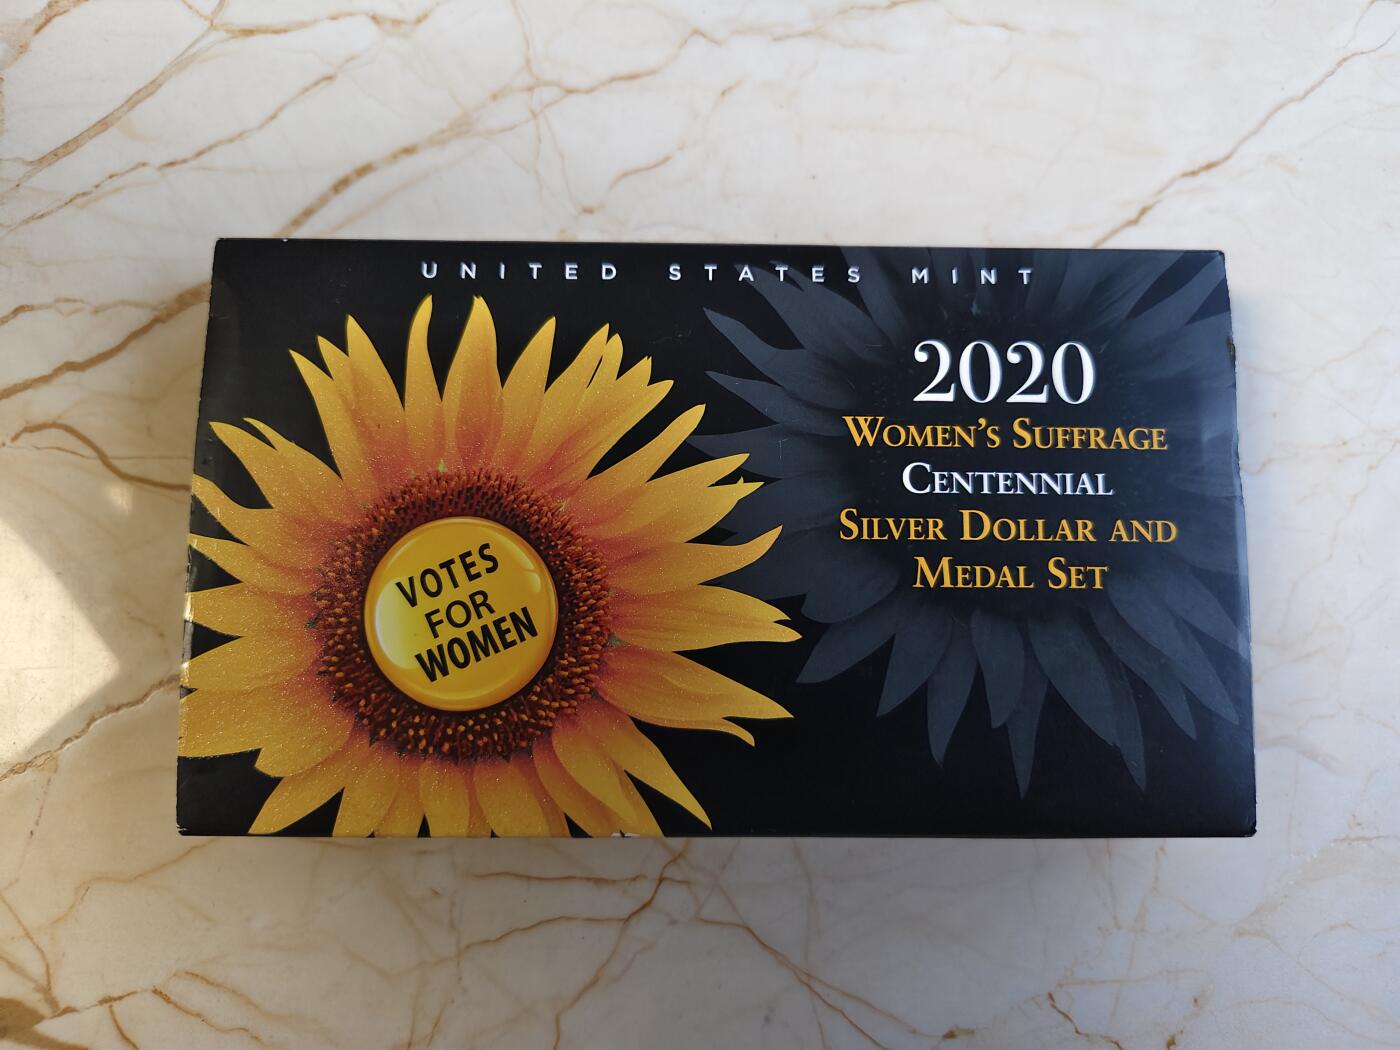 UNITED STATES MINT
2020
WOMEN'S SUFFRAGE
CENTENNIAL
SILVER DOLLAR AND
MEDAL SET
VOTES
FOR
WOMEN